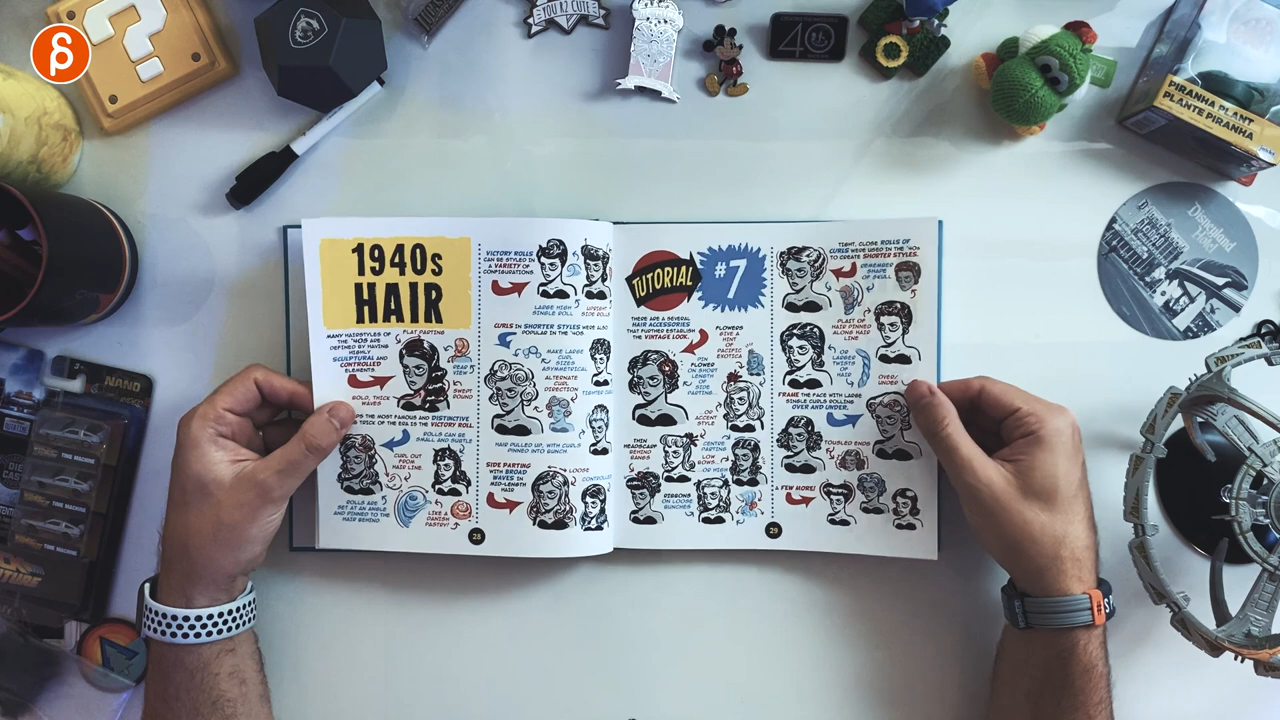 YOU R2 CUTE
40
PIRANHA PLANT
PLANTE PIRANHA
Disneyland
Hotel
NANO
TIME MACHINE
TIME MACHINE
TIME MACHINE
FUTURE
1940s
HAIR
MANY HAIRSTYLES OF
THE '40S ARE
DEFINED BY HAVING
HIGHLY
SCULPTURAL AND
CONTROLLED
ELEMENTS.
FLAT PARTING
REAR
VIEW
SWEPT
ROUND
BOLD, THICK
WAVES
THE MOST FAMOUS AND DISTINCTIVE
TRICK OF THE ERA IS THE VICTORY ROLL.
ROLLS CAN BE
SMALL AND SUBTLE
CURL OUT
FROM
HAIR LINE.
ROLLS ARE
SET AT AN ANGLE
AND PINNED TO THE
HAIR BEHIND.
LIKE A
DANISH
PASTRY!
28
VICTORY ROLLS
CAN BE STYLED IN
A VARIETY OF
CONFIGURATIONS.
LARGE HIGH
SINGLE ROLL
UPRIGHT
SIDE ROLLS
CURLS IN SHORTER STYLES WERE ALSO
POPULAR IN THE '40S.
MAKE LARGE
CURL
SIZES
ASYMMETRICAL
ALTERNATE
CURL
DIRECTION
TIGHTER
HAIR PULLED UP, WITH CURLS
PINNED INTO BUNCH.
SIDE PARTING
WITH BROAD
WAVES IN
MID-LENGTH
HAIR
LOOSE
CONTROLLED
TUTORIAL
#7
THERE ARE A SEVERAL
HAIR ACCESSORIES
THAT FURTHER ESTABLISH
THE VINTAGE LOOK.
FLOWERS
GIVE A
HINT
OF
PACIFIC
EXOTICA
PIN
FLOWER
ON SHORT
LENGTH
OF
SIDE
PARTING...
OR
ACCENT
STYLE
THIN
HEADSCARF
BEHIND
BANGS
CENTRE
PARTING
LOW
BOWS...
OR HIGH
RIBBONS
ON LOOSE
BUNCHES
TIGHT, CLOSE ROLLS OF
CURLS WERE USED IN THE '40s
TO CREATE SHORTER STYLES.
REMEMBER
SHAPE
OF SKULL
PLAIT OF
HAIR PINNED
ALONG HAIR
LINE
OR
LARGER
TWISTS
OF
HAIR
OVER/
UNDER
FRAME THE FACE WITH LARGE
SINGLE CURLS ROLLING
OVER AND UNDER.
TOUSLED ENDS
A FEW MORE!
29